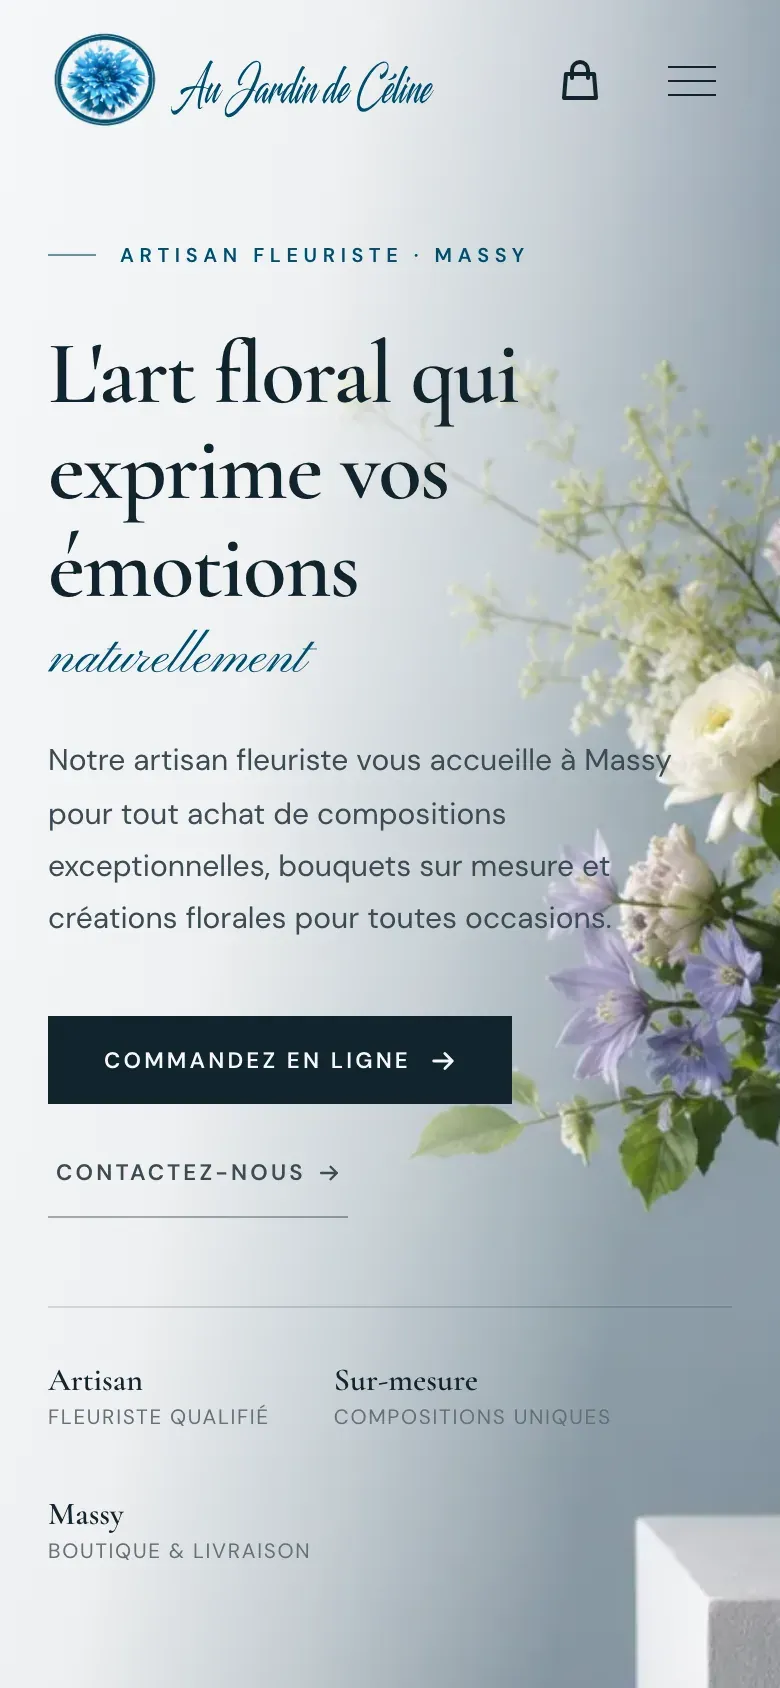 Au Jardin de Céline
ARTISAN FLEURISTE · MASSY
L'art floral qui
exprime vos
émotions
naturellement
Notre artisan fleuriste vous accueille à Massy
pour tout achat de compositions
exceptionnelles, bouquets sur mesure et
créations florales pour toutes occasions.
COMMANDEZ EN LIGNE →
CONTACTEZ-NOUS →
Artisan
FLEURISTE QUALIFIÉ
Sur-mesure
COMPOSITIONS UNIQUES
Massy
BOUTIQUE & LIVRAISON